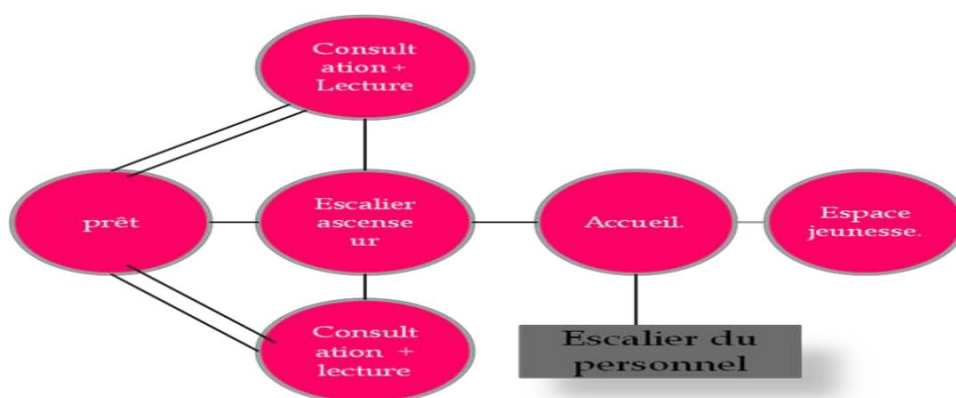 Consult
ation +
Lecture
prêt
Escalier
ascense
ur
Accueil.
Espace
jeunesse.
Consult
ation +
lecture
Escalier du
personnel